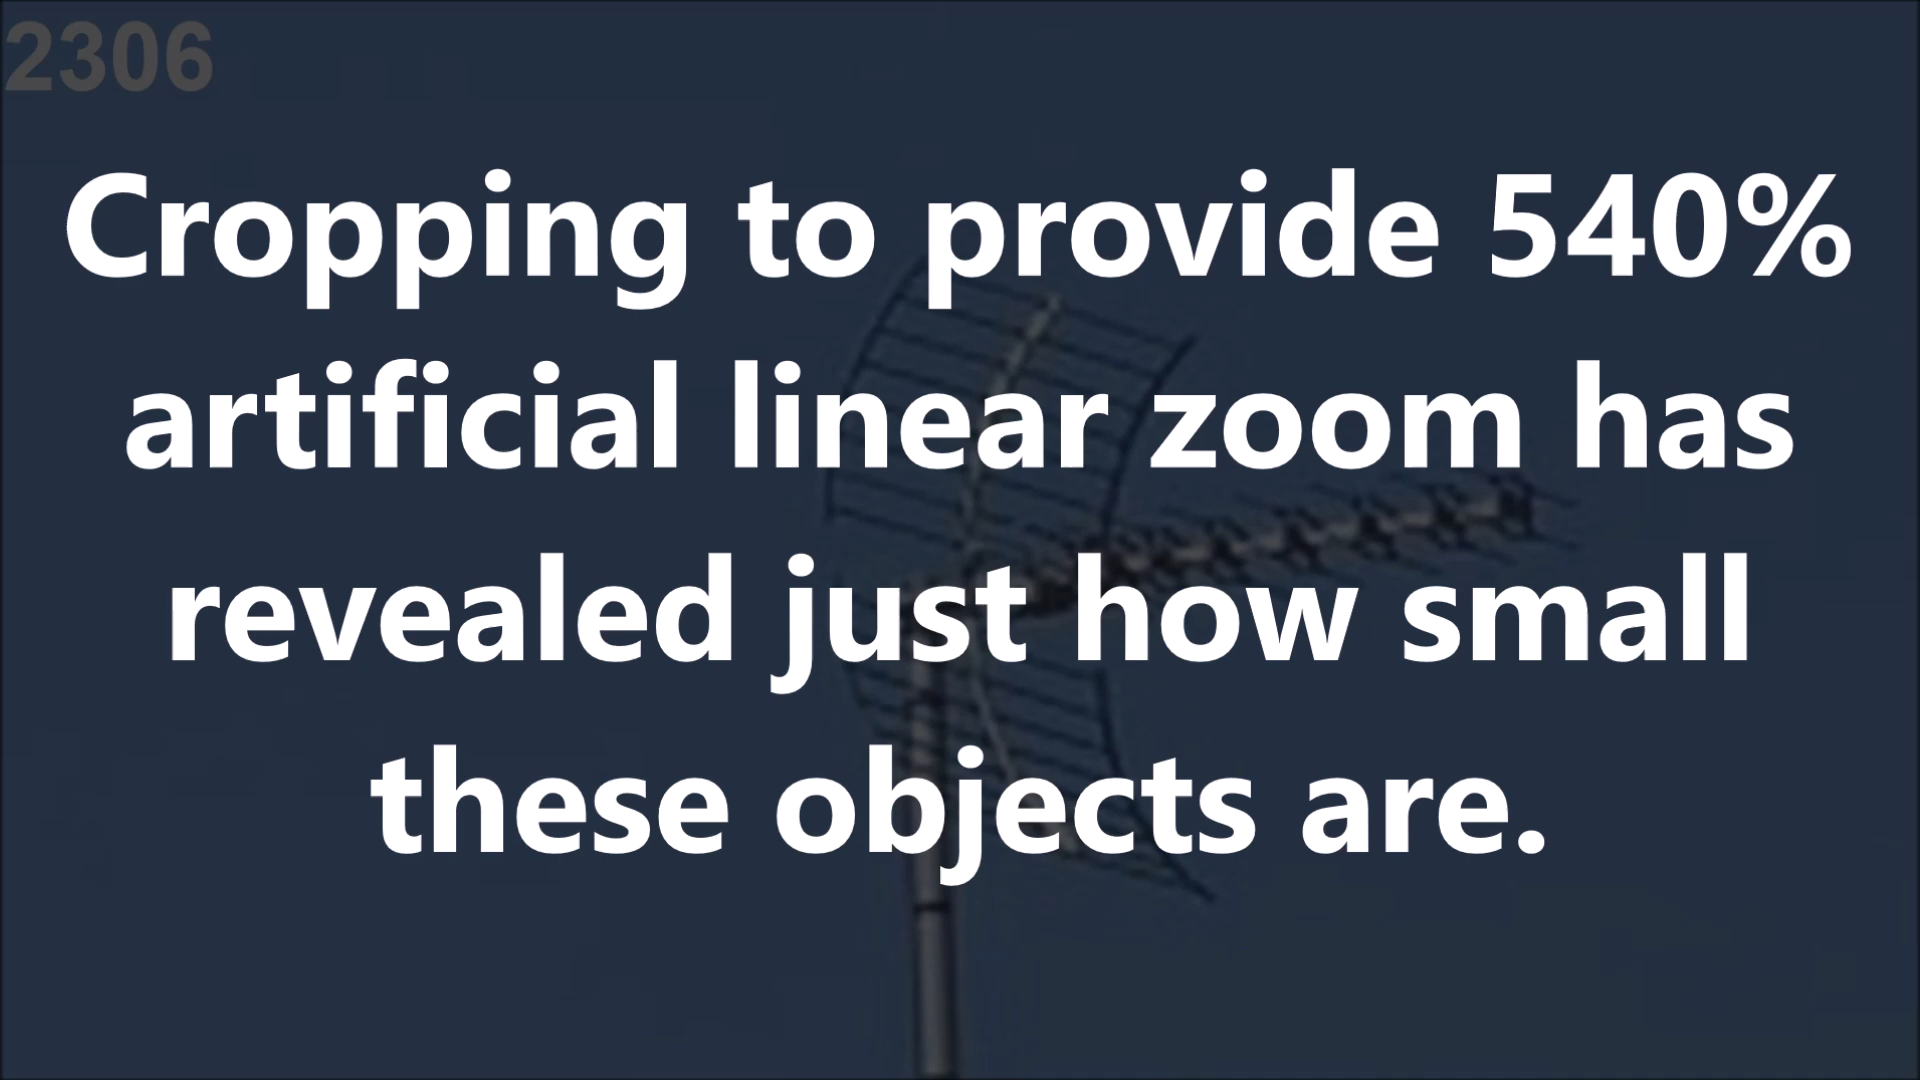 2306
Cropping to provide 540%
artificial linear zoom has
revealed just how small
these objects are.